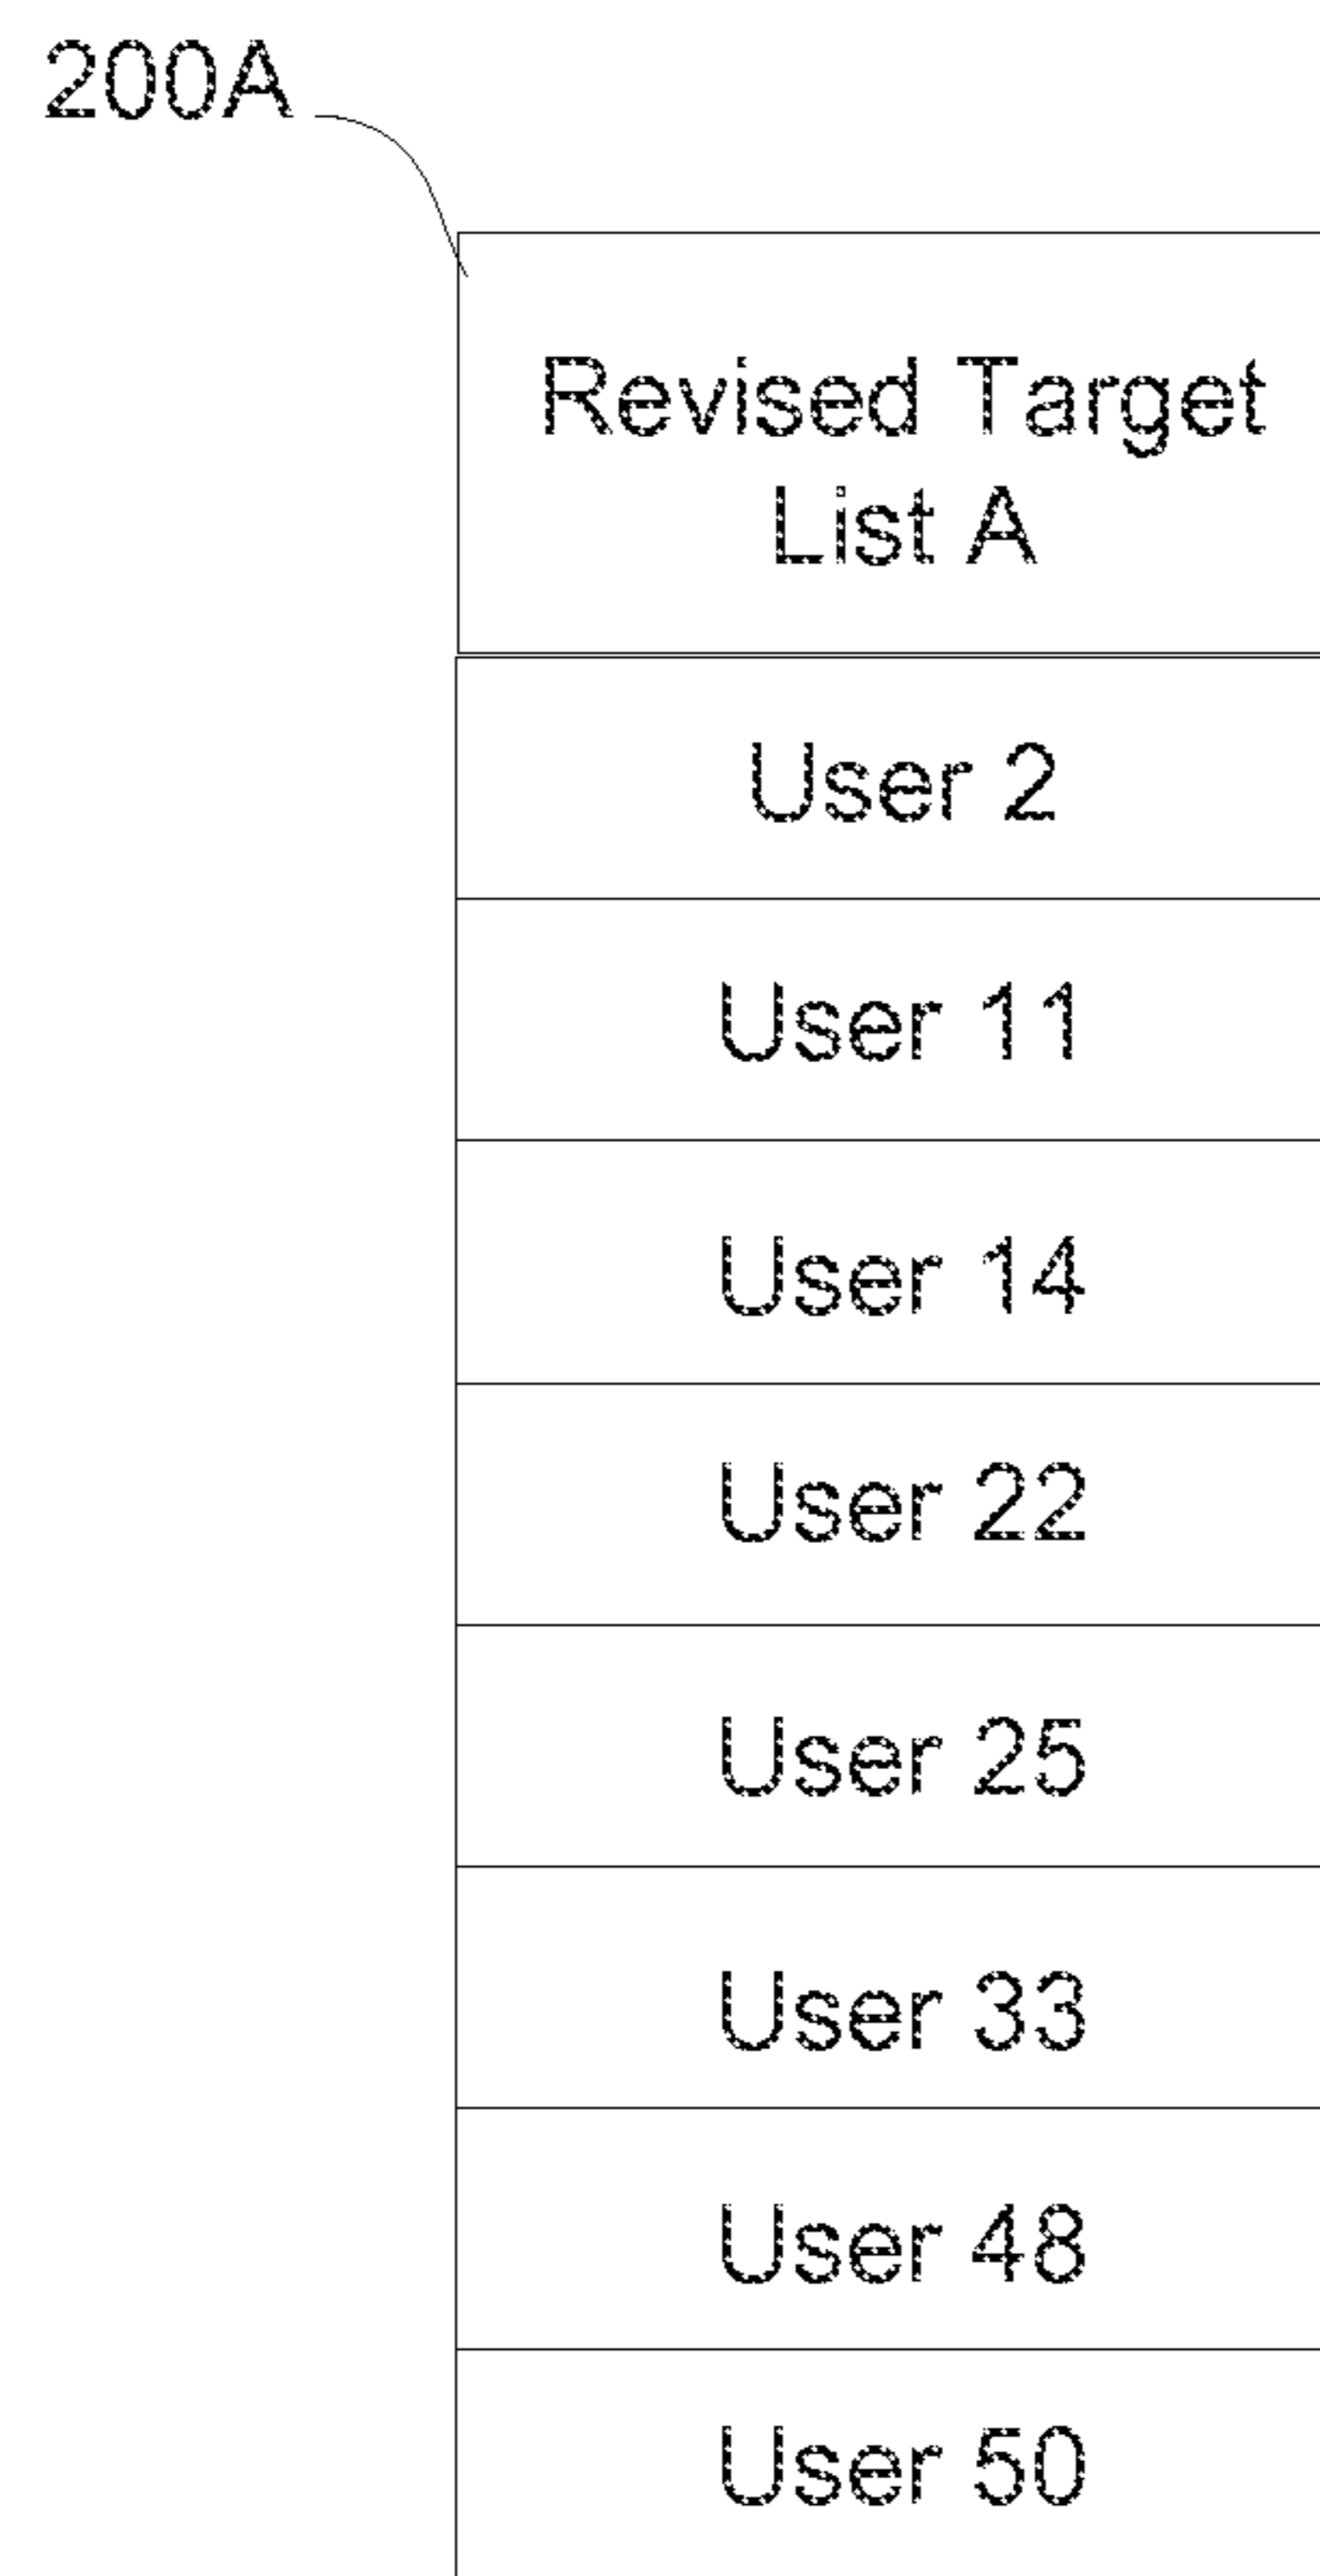 200A
Revised Target
List A
User 2
User 11
User 14
User 22
User 25
User 33
User 48
User 50